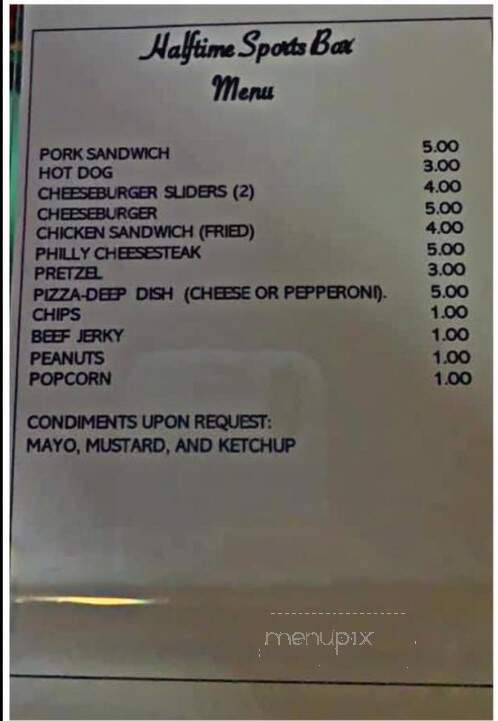 Halftime Sports Bar
Menu
PORK SANDWICH 5.00
HOT DOG 3.00
CHEESEBURGER SLIDERS (2) 4.00
CHEESEBURGER 5.00
CHICKEN SANDWICH (FRIED) 4.00
PHILLY CHEESESTEAK 5.00
PRETZEL 3.00
PIZZA-DEEP DISH (CHEESE OR PEPPERONI). 5.00
CHIPS 1.00
BEEF JERKY 1.00
PEANUTS 1.00
POPCORN 1.00
CONDIMENTS UPON REQUEST:
MAYO, MUSTARD, AND KETCHUP
menupix